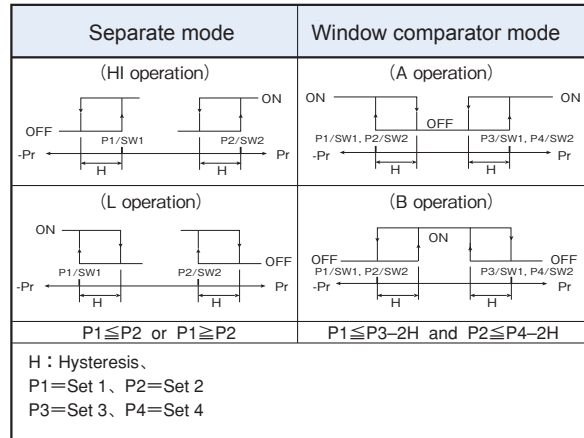 Separate mode
Window comparator mode
(HI operation)
ON
OFF
P1/SW1
P2/SW2
-Pr
Pr
H
H
(A operation)
ON
ON
OFF
P1/SW1, P2/SW2
P3/SW1, P4/SW2
-Pr
Pr
H
H
(L operation)
ON
OFF
P1/SW1
P2/SW2
-Pr
Pr
H
H
(B operation)
ON
OFF
OFF
P1/SW1, P2/SW2
P3/SW1, P4/SW2
-Pr
Pr
H
H
P1≦P2 or P1≧P2
P1≦P3–2H and P2≦P4–2H
H：Hysteresis、
P1＝Set 1、P2＝Set 2
P3＝Set 3、P4＝Set 4